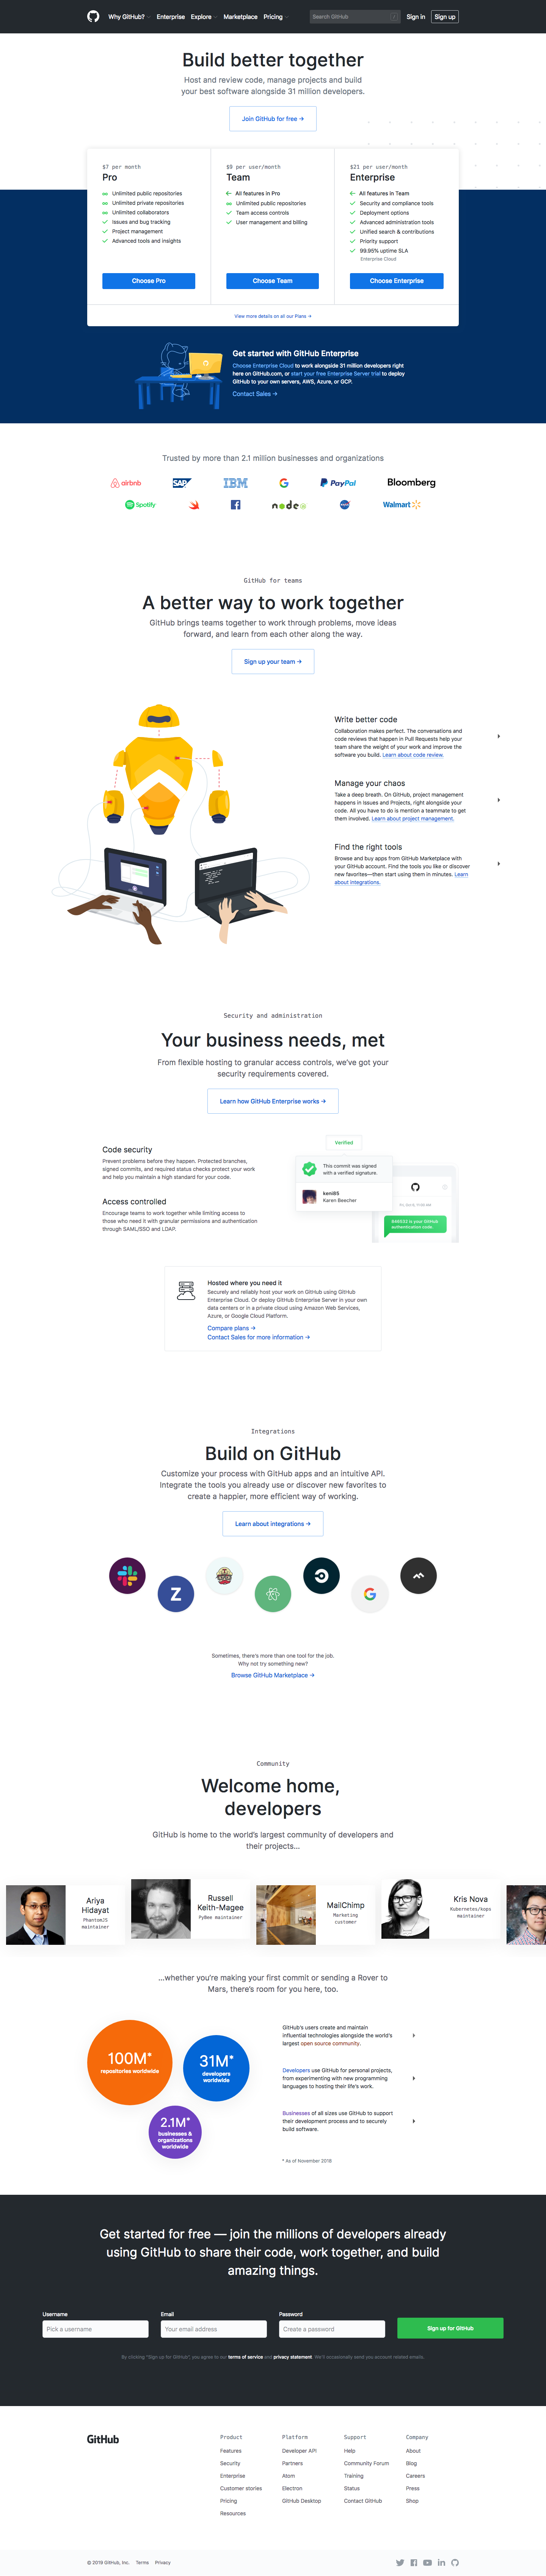 Why GitHub?
Enterprise
Explore
Marketplace
Pricing
Search GitHub
Sign in
Sign up
Build better together
Host and review code, manage projects and build
your best software alongside 31 million developers.
Join GitHub for free →
$7 per month
Pro
Unlimited public repositories
Unlimited private repositories
Unlimited collaborators
Issues and bug tracking
Project management
Advanced tools and insights
Choose Pro
$9 per user/month
Team
← All features in Pro
Unlimited public repositories
Team access controls
User management and billing
Choose Team
$21 per user/month
Enterprise
← All features in Team
Security and compliance tools
Deployment options
Advanced administration tools
Unified search & contributions
Priority support
99.95% uptime SLA
Enterprise Cloud
Choose Enterprise
View more details on all our Plans →
Get started with GitHub Enterprise
Choose Enterprise Cloud to work alongside 31 million developers right
here on GitHub.com, or start your free Enterprise Server trial to deploy
GitHub to your own servers, AWS, Azure, or GCP.
Contact Sales →
Trusted by more than 2.1 million businesses and organizations
airbnb
SAP
IBM
PayPal
Bloomberg
Spotify
node
Walmart
GitHub for teams
A better way to work together
GitHub brings teams together to work through problems, move ideas
forward, and learn from each other along the way.
Sign up your team →
Write better code
Collaboration makes perfect. The conversations and
code reviews that happen in Pull Requests help your
team share the weight of your work and improve the
software you build. Learn about code review.
Manage your chaos
Take a deep breath. On GitHub, project management
happens in Issues and Projects, right alongside your
code. All you have to do is mention a teammate to get
them involved. Learn about project management.
Find the right tools
Browse and buy apps from GitHub Marketplace with
your GitHub account. Find the tools you like or discover
new favorites—then start using them in minutes. Learn
about integrations.
Security and administration
Your business needs, met
From flexible hosting to granular access controls, we've got your
security requirements covered.
Learn how GitHub Enterprise works →
Code security
Prevent problems before they happen. Protected branches,
signed commits, and required status checks protect your work
and help you maintain a high standard for your code.
Access controlled
Encourage teams to work together while limiting access to
those who need it with granular permissions and authentication
through SAML/SSO and LDAP.
Verified
This commit was signed
with a verified signature.
Karen Beecher
is your GitHub
authentication code.
Hosted where you need it
Securely and reliably host your work on GitHub using GitHub
Enterprise Cloud. Or deploy GitHub Enterprise Server in your own
data centers or in a private cloud using Amazon Web Services,
Azure, or Google Cloud Platform.
Compare plans →
Contact Sales for more information →
Integrations
Build on GitHub
Customize your process with GitHub apps and an intuitive API.
Integrate the tools you already use or discover new favorites to
create a happier, more efficient way of working.
Learn about integrations →
Z
Sometimes, there's more than one tool for the job.
Why not try something new?
Browse GitHub Marketplace →
Community
Welcome home,
developers
GitHub is home to the world's largest community of developers and
their projects...
Ariya
Hidayat
PhantomJS
maintainer
Russell
Keith-Magee
PyBee maintainer
MailChimp
Marketing
customer
Kris Nova
Kubernetes/kops
maintainer
...whether you're making your first commit or sending a Rover to
Mars, there's room for you here, too.
100M*
repositories worldwide
31M*
developers
worldwide
2.1M*
businesses &
organizations
worldwide
GitHub's users create and maintain
influential technologies alongside the world's
largest open source community.
Developers use GitHub for personal projects,
from experimenting with new programming
languages to hosting their life's work.
Businesses of all sizes use GitHub to support
their development process and to securely
build software.
* As of November 2018
Get started for free — join the millions of developers already
using GitHub to share their code, work together, and build
amazing things.
Username
Email
Password
Pick a username
Your email address
Create a password
Sign up for GitHub
By clicking "Sign up for GitHub", you agree to our terms of service and privacy statement. We'll occasionally send you account related emails.
GitHub
Product
Features
Security
Enterprise
Customer stories
Pricing
Resources
Platform
Developer API
Partners
Atom
Electron
GitHub Desktop
Support
Help
Community Forum
Training
Status
Contact GitHub
Company
About
Blog
Careers
Press
Shop
© 2019 GitHub, Inc.
Terms
Privacy